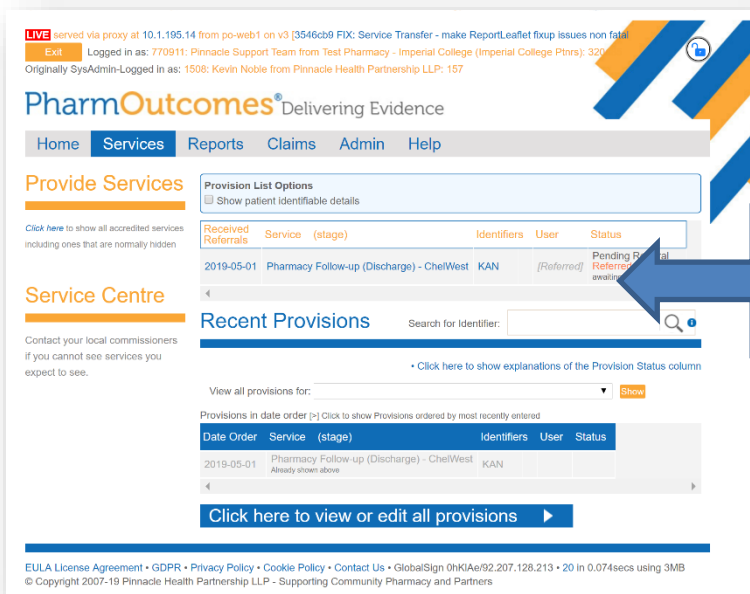 LIVE served via proxy at 10.1.195.14 from po-web1 on v3 [3546cb9 FIX: Service Transfer - make ReportLeaflet fixup issues non fatal
Exit Logged in as: 770911: Pinnacle Support Team from Test Pharmacy - Imperial College (Imperial College Ptnrs): 320
Originally SysAdmin-Logged in as: 1508: Kevin Noble from Pinnacle Health Partnership LLP: 157
PharmOutcomes® Delivering Evidence
Home Services Reports Claims Admin Help
Provide Services
Click here to show all accredited services
including ones that are normally hidden
Service Centre
Contact your local commissioners
if you cannot see services you
expect to see.
Provision List Options
Show patient identifiable details
Received Referrals Service (stage) Identifiers User Status
2019-05-01 Pharmacy Follow-up (Discharge) - ChelWest KAN [Referred] Pending Referral
Referred
awaiting
Recent Provisions Search for Identifier:
• Click here to show explanations of the Provision Status column
View all provisions for: Show
Provisions in date order [>] Click to show Provisions ordered by most recently entered
Date Order Service (stage) Identifiers User Status
2019-05-01 Pharmacy Follow-up (Discharge) - ChelWest KAN
Already shown above
Click here to view or edit all provisions
EULA License Agreement • GDPR • Privacy Policy • Cookie Policy • Contact Us • GlobalSign 0hKlAe/92.207.128.213 • 20 in 0.074secs using 3MB
© Copyright 2007-19 Pinnacle Health Partnership LLP - Supporting Community Pharmacy and Partners